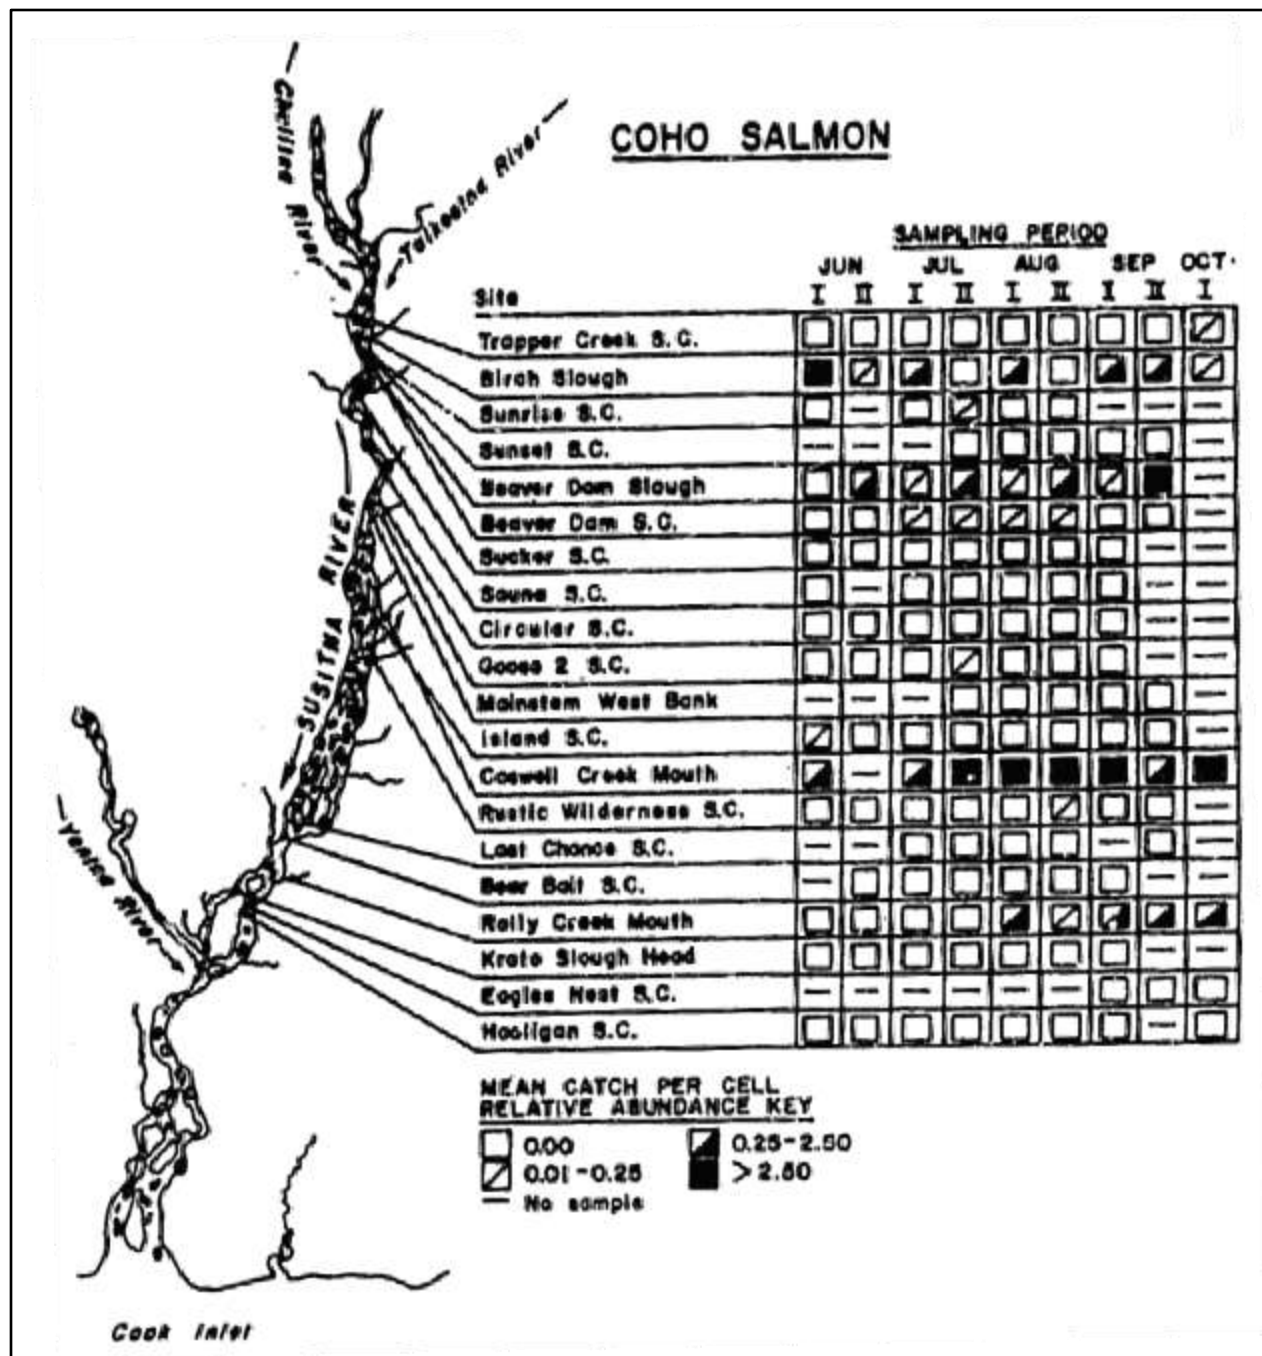 COHO SALMON
Chulitna River
Talkeetna River
SAMPLING PERIOD
JUN JUL AUG SEP OCT.
Site I II I II I II I II I
Trapper Creek S.C.
Birch Slough
Sunrise S.C.
Sunset S.C.
Beaver Dam Slough
Beaver Dam S.C.
Sucker S.C.
Sauna S.C.
Circular S.C.
Goose 2 S.C.
Mainstem West Bank
Island S.C.
Caswell Creek Mouth
Rustic Wilderness S.C.
Last Chance S.C.
Bear Bait S.C.
Rolly Creek Mouth
Kroto Slough Head
Eagles Nest S.C.
Hooligan S.C.
SUSITNA RIVER
Yentna River
MEAN CATCH PER CELL
RELATIVE ABUNDANCE KEY
0.00 0.25-2.50
0.01-0.25 >2.50
No sample
Cook Inlet